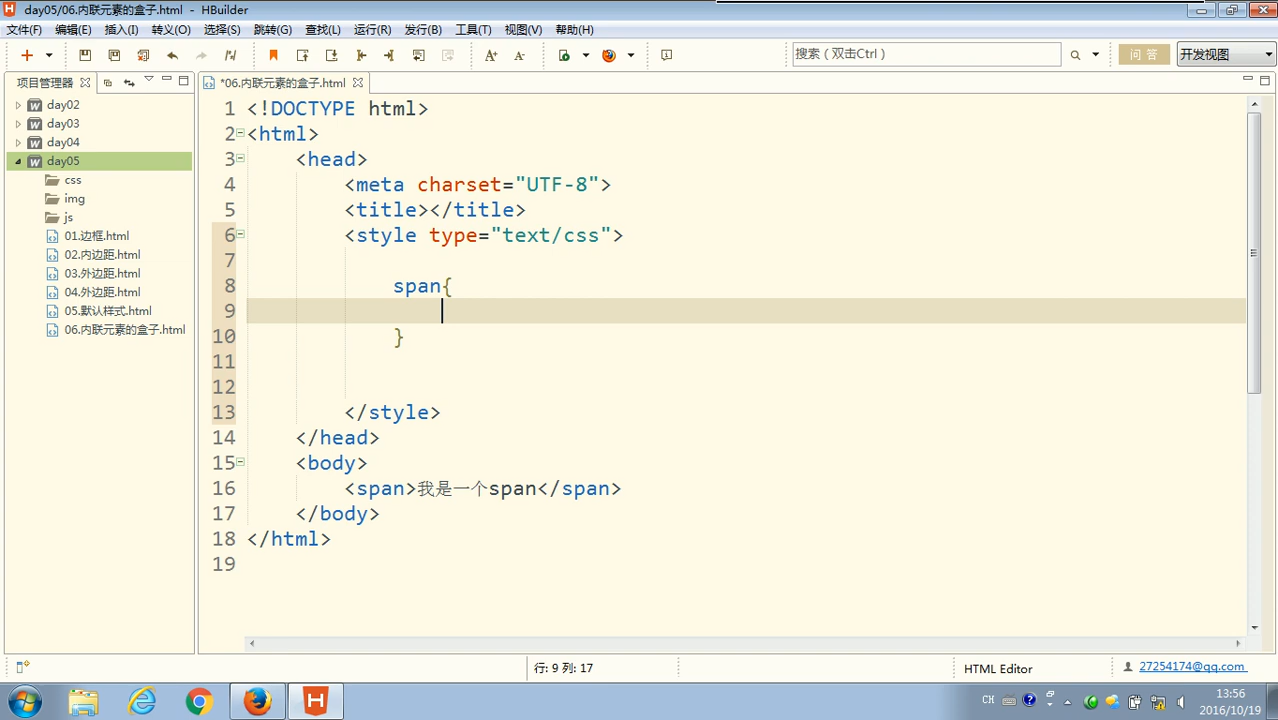 day05/06.内联元素的盒子.html - HBuilder
文件(F) 编辑(E) 插入(I) 转义(O) 选择(S) 跳转(G) 查找(L) 运行(R) 发行(B) 工具(T) 视图(V) 帮助(H)
搜索（双击Ctrl） 问答 开发视图
项目管理器
*06.内联元素的盒子.html
day02
day03
day04
day05
css
img
js
01.边框.html
02.内边距.html
03.外边距.html
04.外边距.html
05.默认样式.html
06.内联元素的盒子.html
1 <!DOCTYPE html>
2 <html>
3 <head>
4 <meta charset="UTF-8">
5 <title></title>
6 <style type="text/css">
7
8 span{
9
10 }
11
12
13 </style>
14 </head>
15 <body>
16 <span>我是一个span</span>
17 </body>
18 </html>
19
行: 9 列: 17 HTML Editor 27254174@qq.com
CH 13:56
2016/10/19